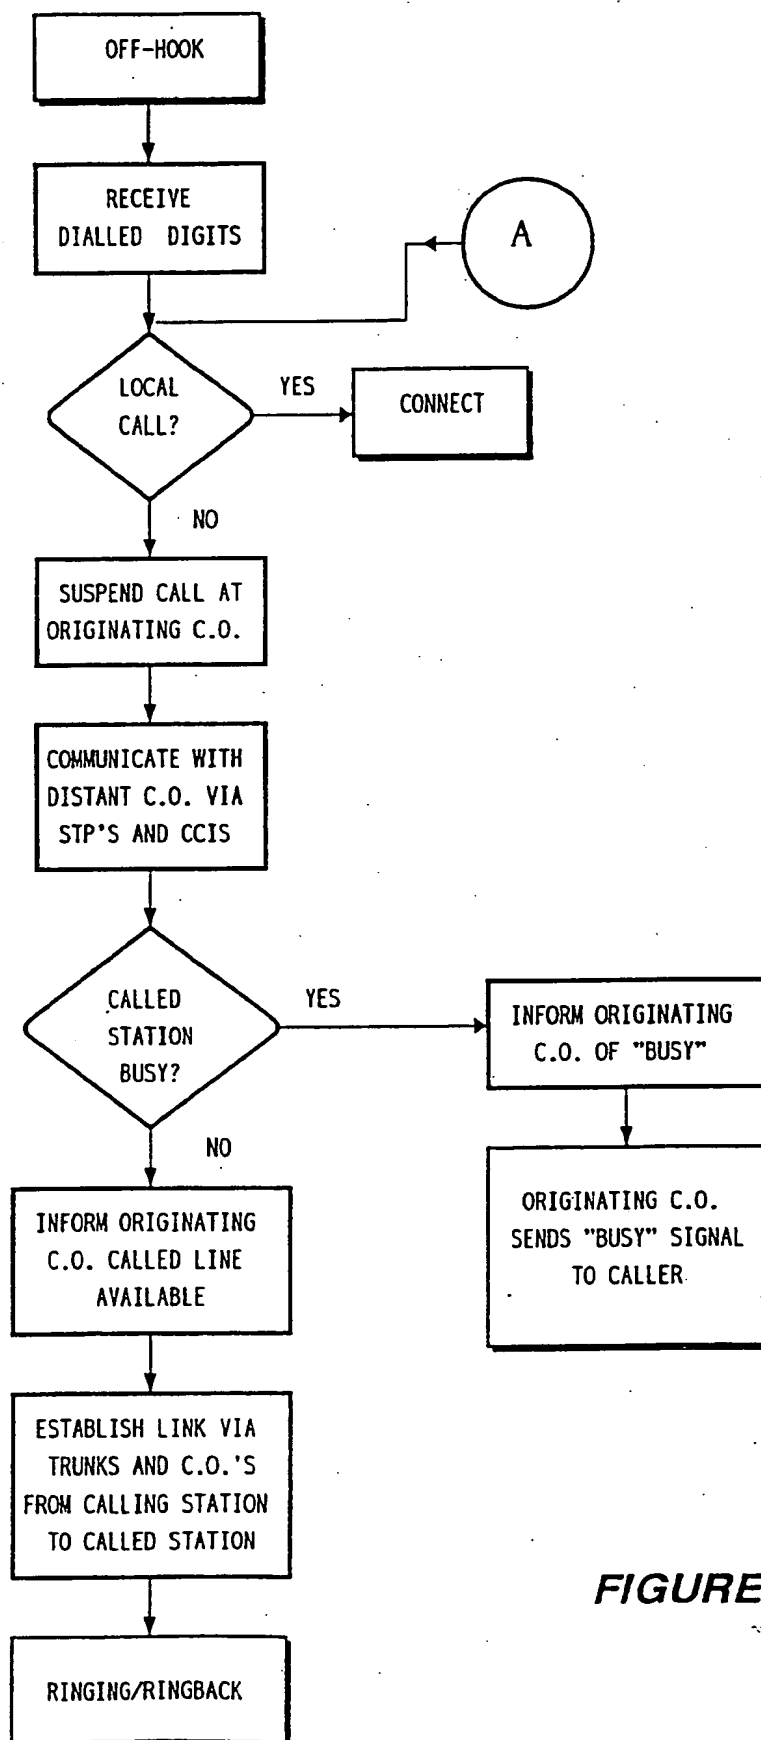 OFF-HOOK
RECEIVE
DIALLED DIGITS
A
LOCAL
CALL?
YES
CONNECT
NO
SUSPEND CALL AT
ORIGINATING C.O.
COMMUNICATE WITH
DISTANT C.O. VIA
STP'S AND CCIS
CALLED
STATION
BUSY?
YES
INFORM ORIGINATING
C.O. OF "BUSY"
ORIGINATING C.O.
SENDS "BUSY" SIGNAL
TO CALLER
NO
INFORM ORIGINATING
C.O. CALLED LINE
AVAILABLE
ESTABLISH LINK VIA
TRUNKS AND C.O.'S
FROM CALLING STATION
TO CALLED STATION
FIGURE
RINGING/RINGBACK